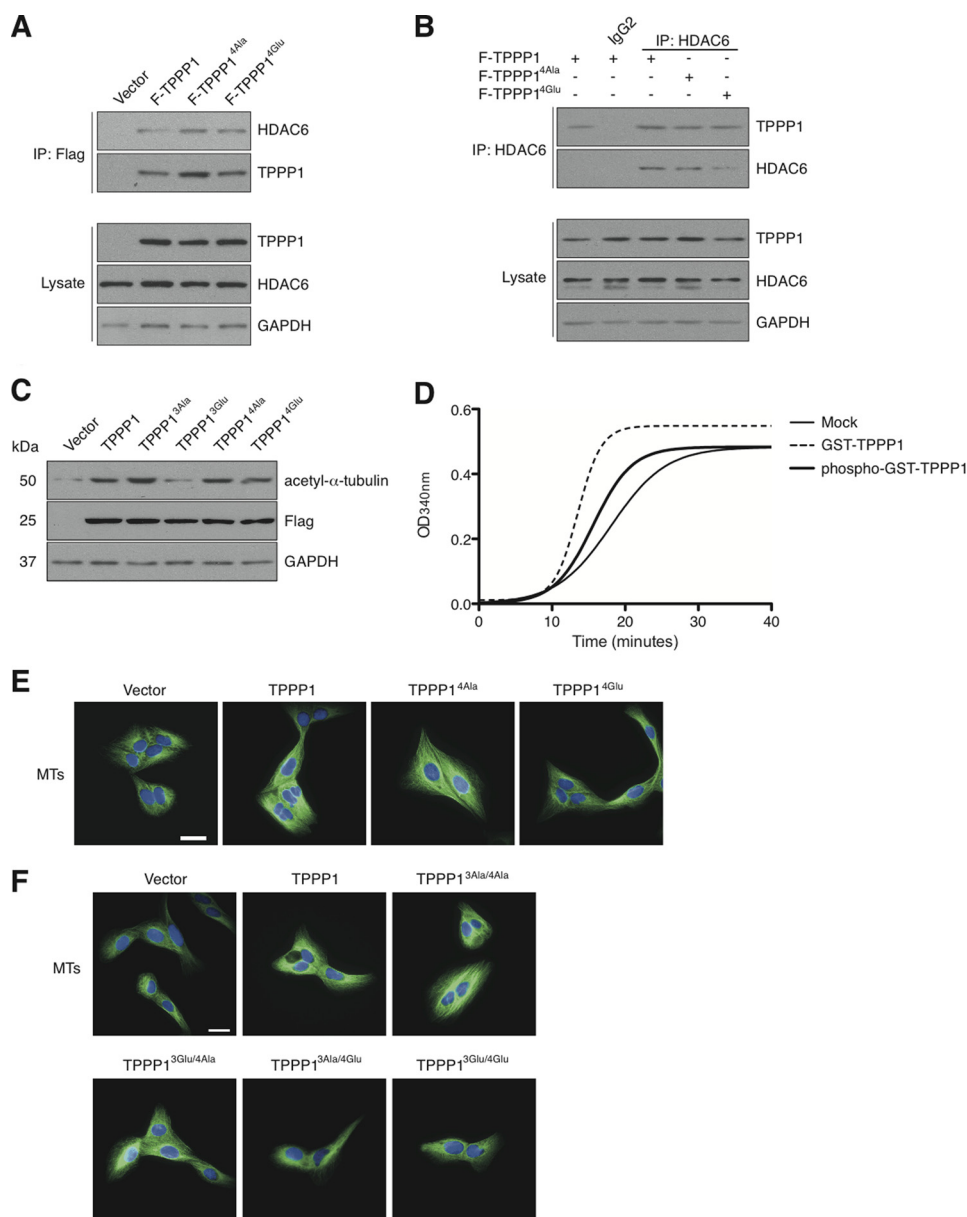 A
Vector
F-TPPP1
F-TPPP1 4Ala
F-TPPP1 4Glu
IP: Flag
HDAC6
TPPP1
Lysate
TPPP1
HDAC6
GAPDH
B
IgG2
IP: HDAC6
F-TPPP1 + + + - -
F-TPPP1 4Ala - - - + -
F-TPPP1 4Glu - - - - +
IP: HDAC6
TPPP1
HDAC6
Lysate
TPPP1
HDAC6
GAPDH
C
kDa
Vector
TPPP1
TPPP1 3Ala
TPPP1 3Glu
TPPP1 4Ala
TPPP1 4Glu
50 acetyl-α-tubulin
25 Flag
37 GAPDH
D
0.6
0.4
0.2
0.0
OD340nm
0 10 20 30 40
Time (minutes)
Mock
GST-TPPP1
phospho-GST-TPPP1
E
Vector TPPP1 TPPP1 4Ala TPPP1 4Glu
MTs
F
Vector TPPP1 TPPP1 3Ala/4Ala
MTs
TPPP1 3Glu/4Ala TPPP1 3Ala/4Glu TPPP1 3Glu/4Glu